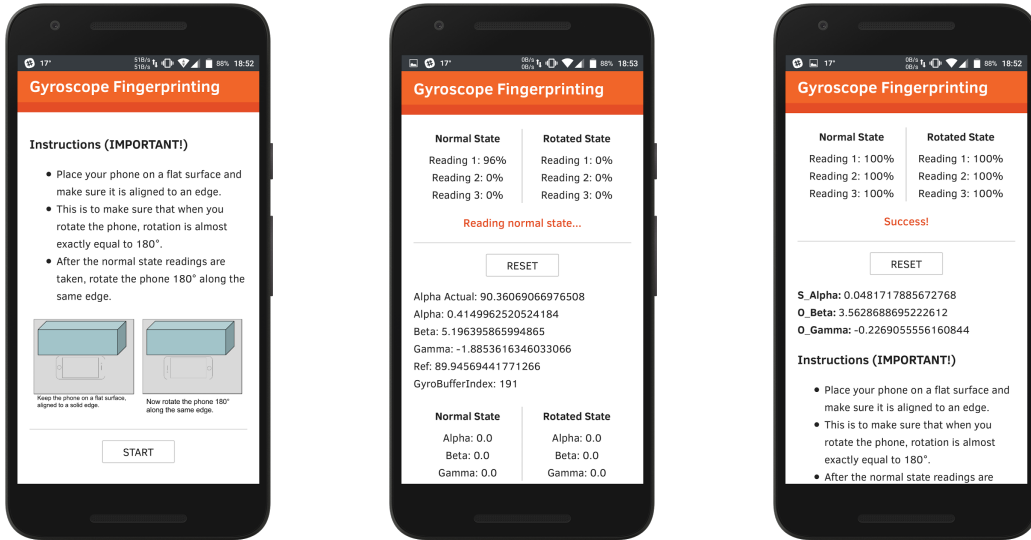 17°
51B/s
51B/s
88%
18:52
Gyroscope Fingerprinting
Instructions (IMPORTANT!)
• Place your phone on a flat surface and
make sure it is aligned to an edge.
• This is to make sure that when you
rotate the phone, rotation is almost
exactly equal to 180°.
• After the normal state readings are
taken, rotate the phone 180° along the
same edge.
Keep the phone on a flat surface,
aligned to a solid edge.
Now rotate the phone 180°
along the same edge.
START
17°
0B/s
0B/s
88%
18:53
Gyroscope Fingerprinting
Normal State
Rotated State
Reading 1: 96%
Reading 1: 0%
Reading 2: 0%
Reading 2: 0%
Reading 3: 0%
Reading 3: 0%
Reading normal state...
RESET
Alpha Actual: 90.36069066976508
Alpha: 0.4149962520524184
Beta: 5.196395865994865
Gamma: -1.8853616346033066
Ref: 89.94569441771266
GyroBufferIndex: 191
Normal State
Rotated State
Alpha: 0.0
Alpha: 0.0
Beta: 0.0
Beta: 0.0
Gamma: 0.0
Gamma: 0.0
17°
0B/s
0B/s
88%
18:52
Gyroscope Fingerprinting
Normal State
Rotated State
Reading 1: 100%
Reading 1: 100%
Reading 2: 100%
Reading 2: 100%
Reading 3: 100%
Reading 3: 100%
Success!
RESET
S_Alpha: 0.0481717885672768
O_Beta: 3.5628688695222612
O_Gamma: -0.2269055556160844
Instructions (IMPORTANT!)
• Place your phone on a flat surface and
make sure it is aligned to an edge.
• This is to make sure that when you
rotate the phone, rotation is almost
exactly equal to 180°.
• After the normal state readings are